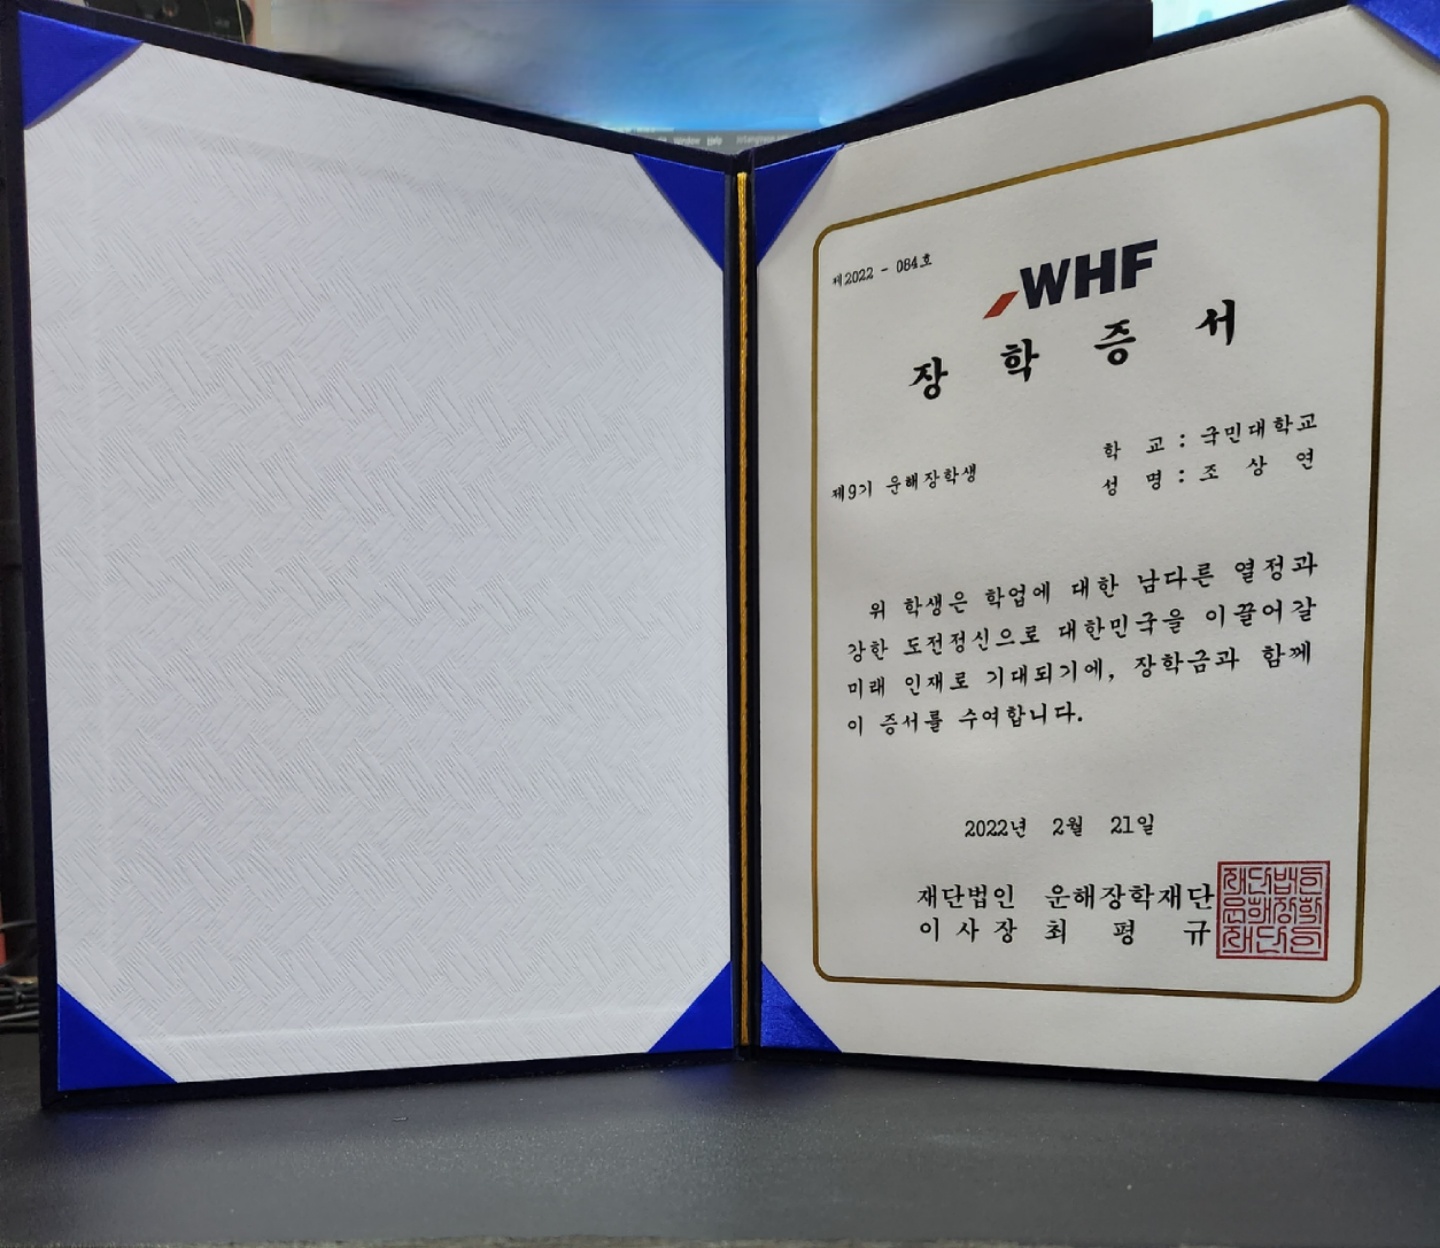 Window Help
제2022 - 084호
WHF
장 학 증 서
학 교 : 국민대학교
제9기 운해장학생
성 명 : 조 상 연
위 학생은 학업에 대한 남다른 열정과
강한 도전정신으로 대한민국을 이끌어갈
미래 인재로 기대되기에, 장학금과 함께
이 증서를 수여합니다.
2022년 2월 21일
재단법인 운해장학재단
이 사 장 최 평 규
재단법인
운해장학
재단의